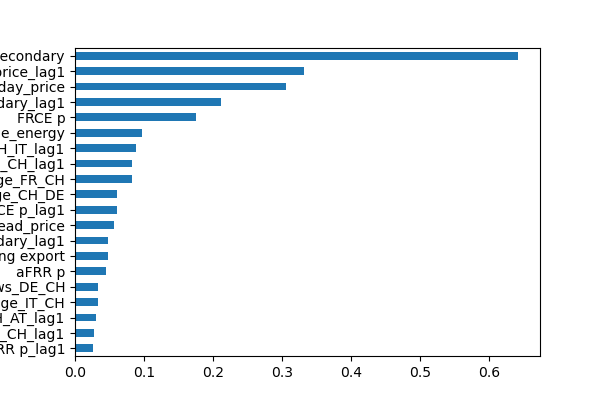 econdary
price_lag1
day_price
dary_lag1
FRCE p
e_energy
H_IT_lag1
_CH_lag1
ge_FR_CH
ge_CH_DE
CE p_lag1
ead_price
dary_lag1
ng export
aFRR p
ws_DE_CH
ge_IT_CH
H_AT_lag1
_CH_lag1
RR p_lag1
0.0 0.1 0.2 0.3 0.4 0.5 0.6